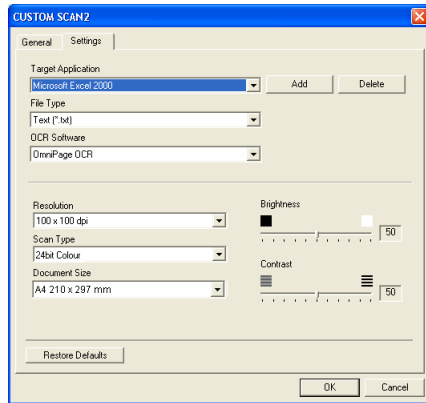 CUSTOM SCAN2
General Settings
Target Application
Microsoft Excel 2000 Add Delete
File Type
Text (*.txt)
OCR Software
OmniPage OCR
Resolution Brightness
100 x 100 dpi
50
Scan Type
24bit Colour
Contrast
Document Size
A4 210 x 297 mm
50
Restore Defaults
OK Cancel